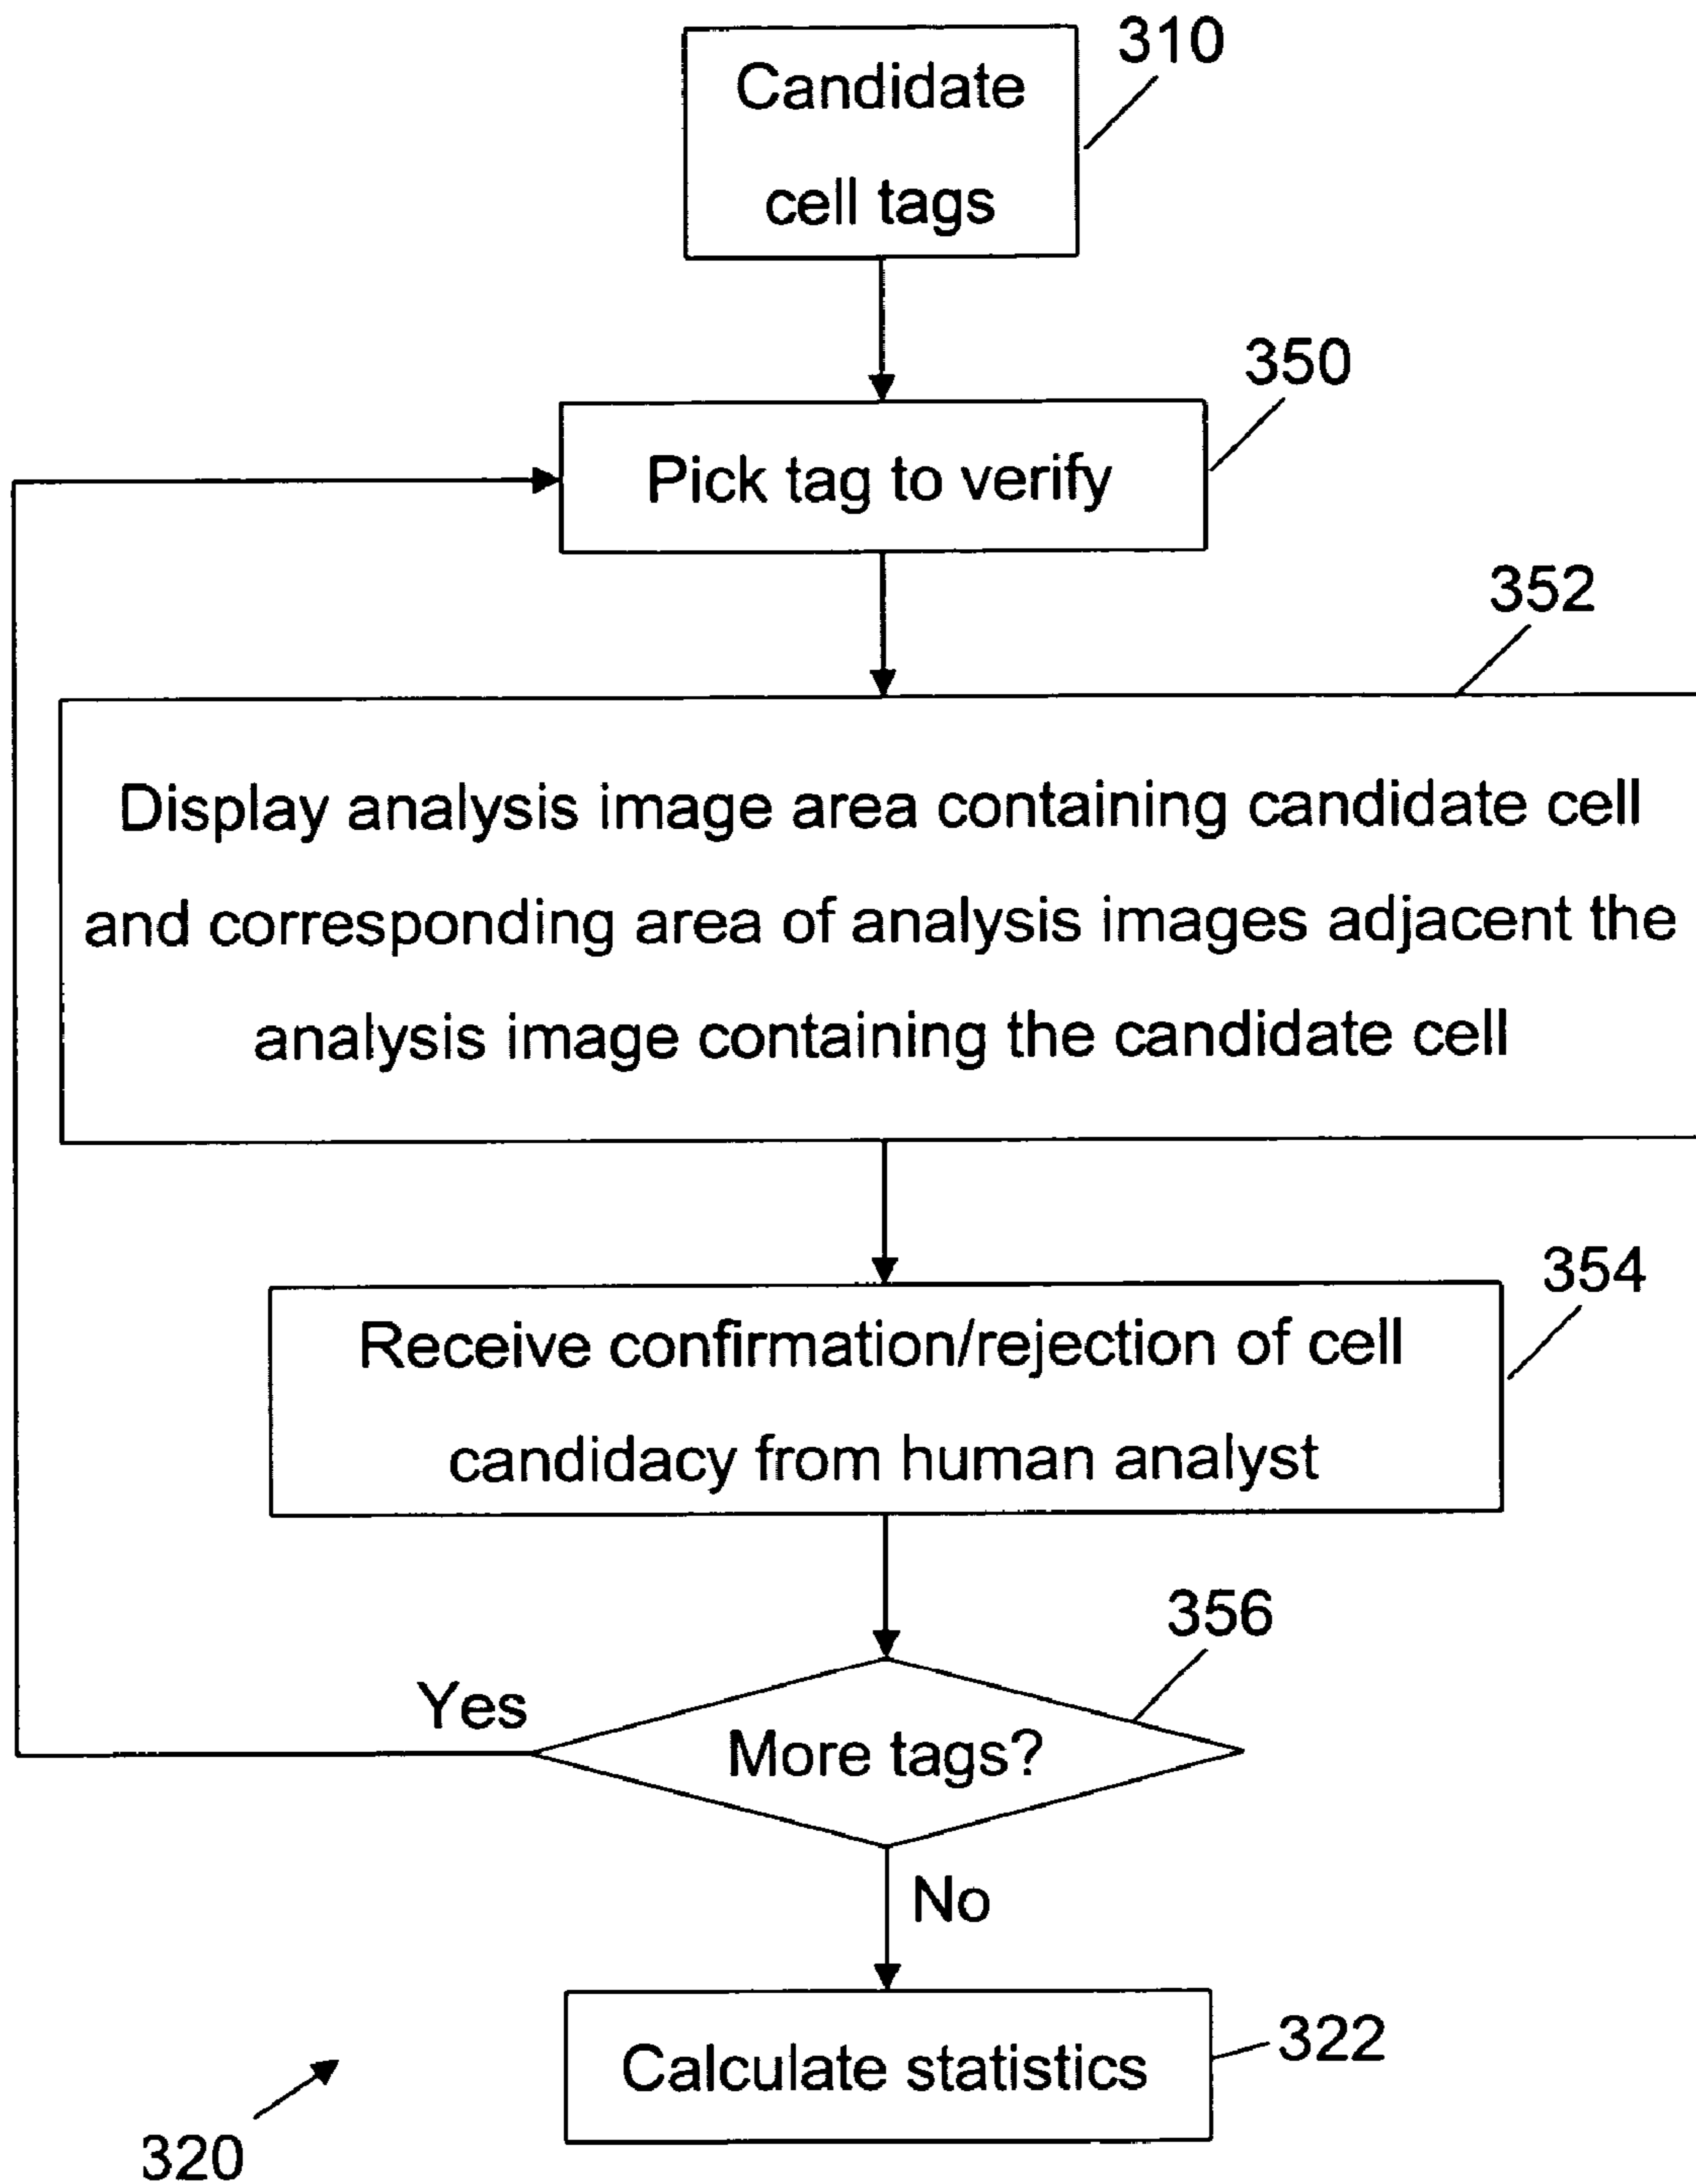 310
Candidate
cell tags
350
Pick tag to verify
352
Display analysis image area containing candidate cell
and corresponding area of analysis images adjacent the
analysis image containing the candidate cell
354
Receive confirmation/rejection of cell
candidacy from human analyst
356
Yes
More tags?
No
Calculate statistics
322
320